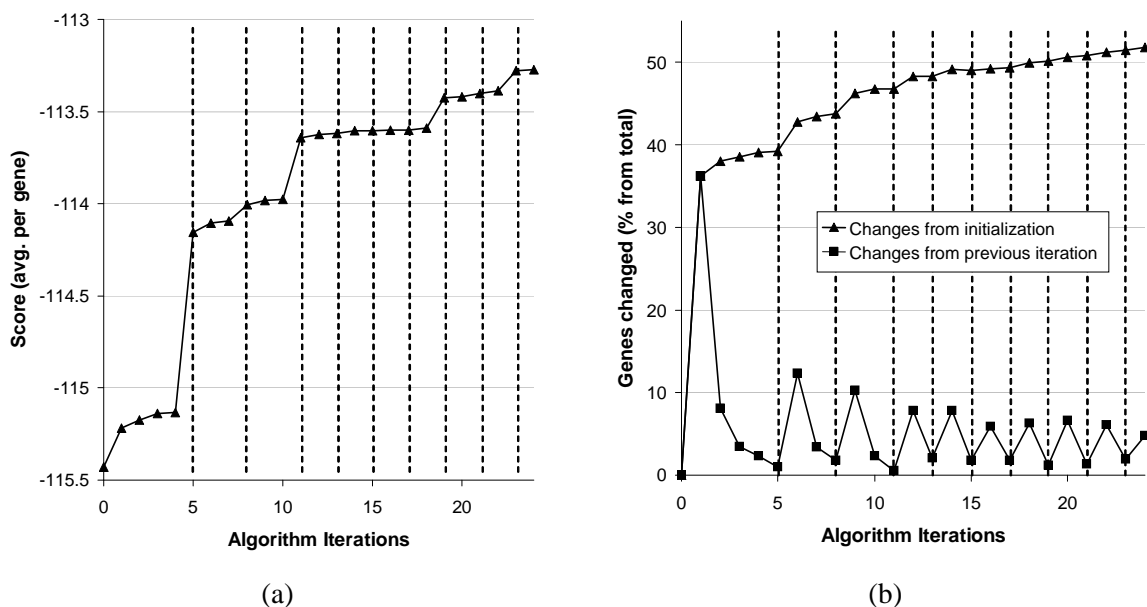 -113
-113.5
-114
-114.5
-115
-115.5
Score (avg. per gene)
0
5
10
15
20
Algorithm Iterations
(a)
50
40
30
20
10
0
Genes changed (% from total)
Changes from initialization
Changes from previous iteration
0
5
10
15
20
Algorithm Iterations
(b)